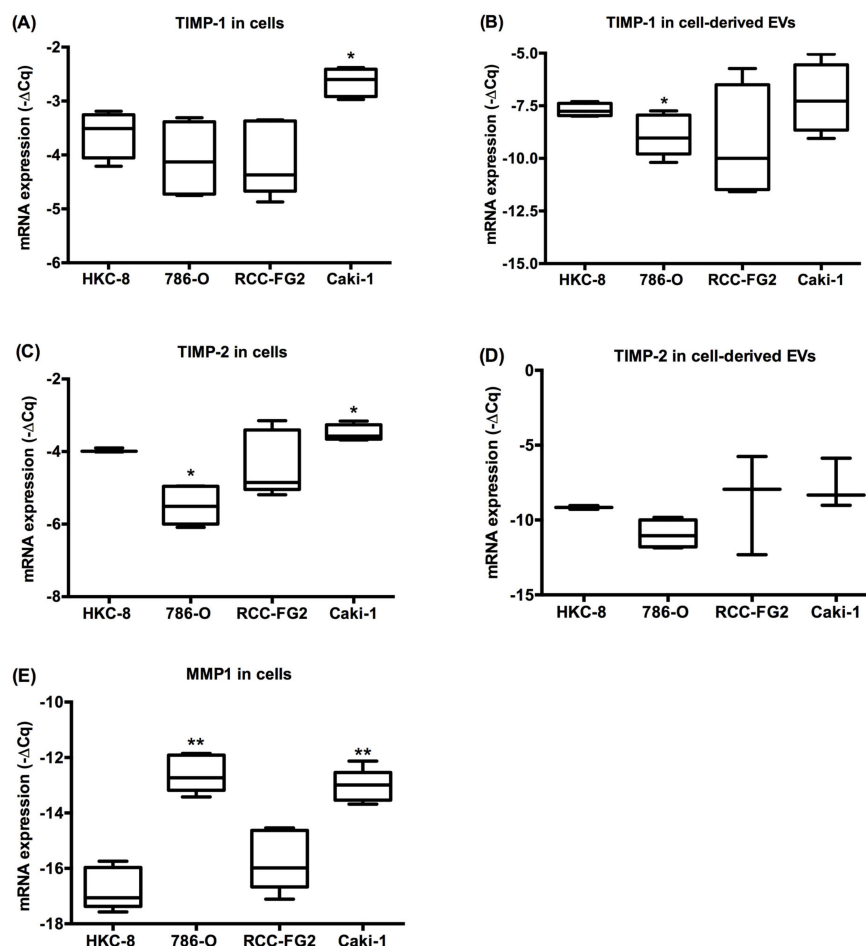 (A)
TIMP-1 in cells
mRNA expression (-ΔCq)
-2
-3
-4
-5
-6
*
HKC-8 786-O RCC-FG2 Caki-1
(B)
TIMP-1 in cell-derived EVs
mRNA expression (-ΔCq)
-5.0
-7.5
-10.0
-12.5
-15.0
*
HKC-8 786-O RCC-FG2 Caki-1
(C)
TIMP-2 in cells
mRNA expression (-ΔCq)
-2
-4
-6
-8
*
*
HKC-8 786-O RCC-FG2 Caki-1
(D)
TIMP-2 in cell-derived EVs
mRNA expression (-ΔCq)
0
-5
-10
-15
HKC-8 786-O RCC-FG2 Caki-1
(E)
MMP1 in cells
mRNA expression (-ΔCq)
-10
-12
-14
-16
-18
**
**
HKC-8 786-O RCC-FG2 Caki-1